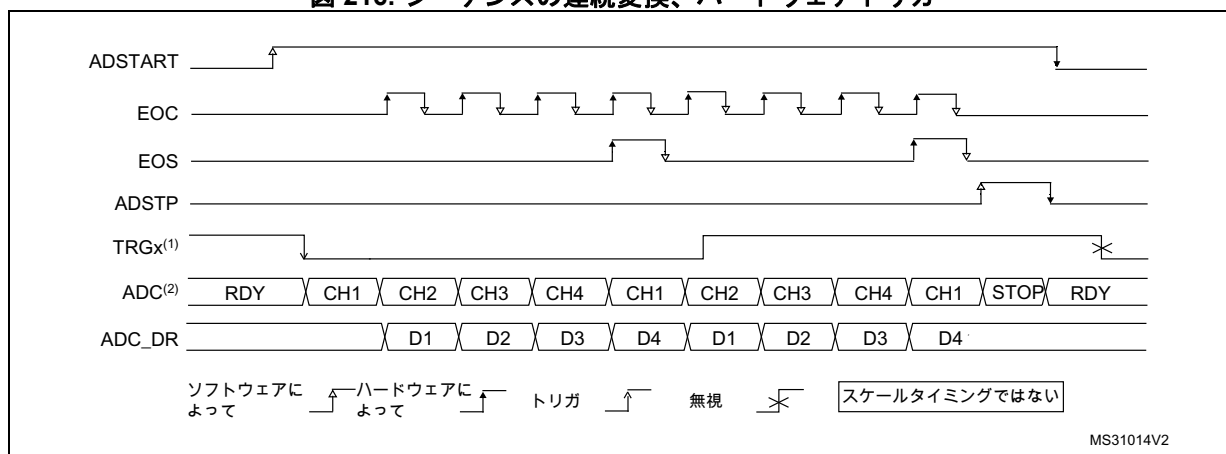 ADSTART
EOC
EOS
ADSTP
TRGx(1)
ADC(2) RDY CH1 CH2 CH3 CH4 CH1 CH2 CH3 CH4 CH1 STOP RDY
ADC_DR D1 D2 D3 D4 D1 D2 D3 D4
ソフトウェアに ハードウェアに トリガ 無視 スケールタイミングではない
よって よって
MS31014V2